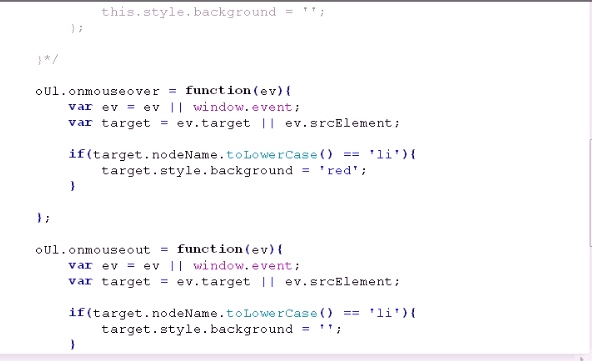 this.style.background = '';
};
}*/
oUl.onmouseover = function(ev){
var ev = ev || window.event;
var target = ev.target || ev.srcElement;
if(target.nodeName.toLowerCase() == 'li'){
target.style.background = 'red';
}
};
oUl.onmouseout = function(ev){
var ev = ev || window.event;
var target = ev.target || ev.srcElement;
if(target.nodeName.toLowerCase() == 'li'){
target.style.background = '';
}